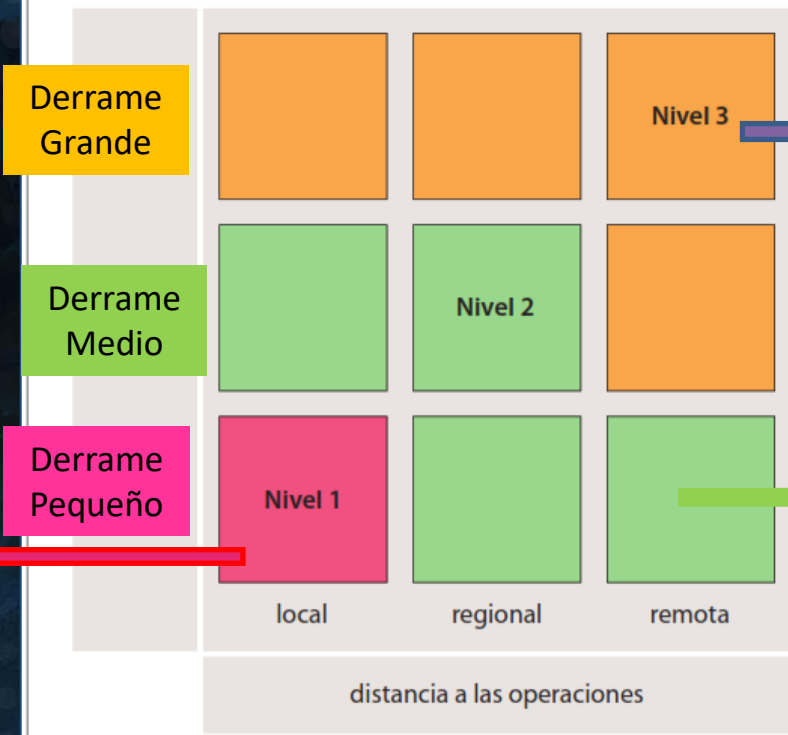 Derrame
Grande
Nivel 3
Derrame
Medio
Nivel 2
Derrame
Pequeño
Nivel 1
local
regional
remota
distancia a las operaciones